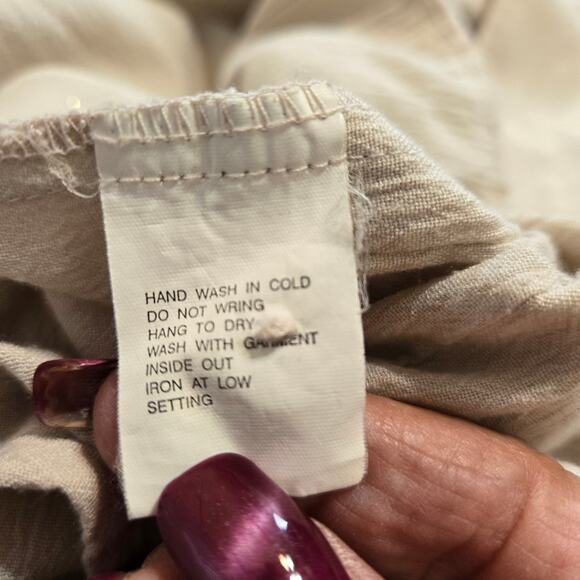 HAND WASH IN COLD
DO NOT WRING
HANG TO DRY
WASH WITH GARMENT
INSIDE OUT
IRON AT LOW
SETTING